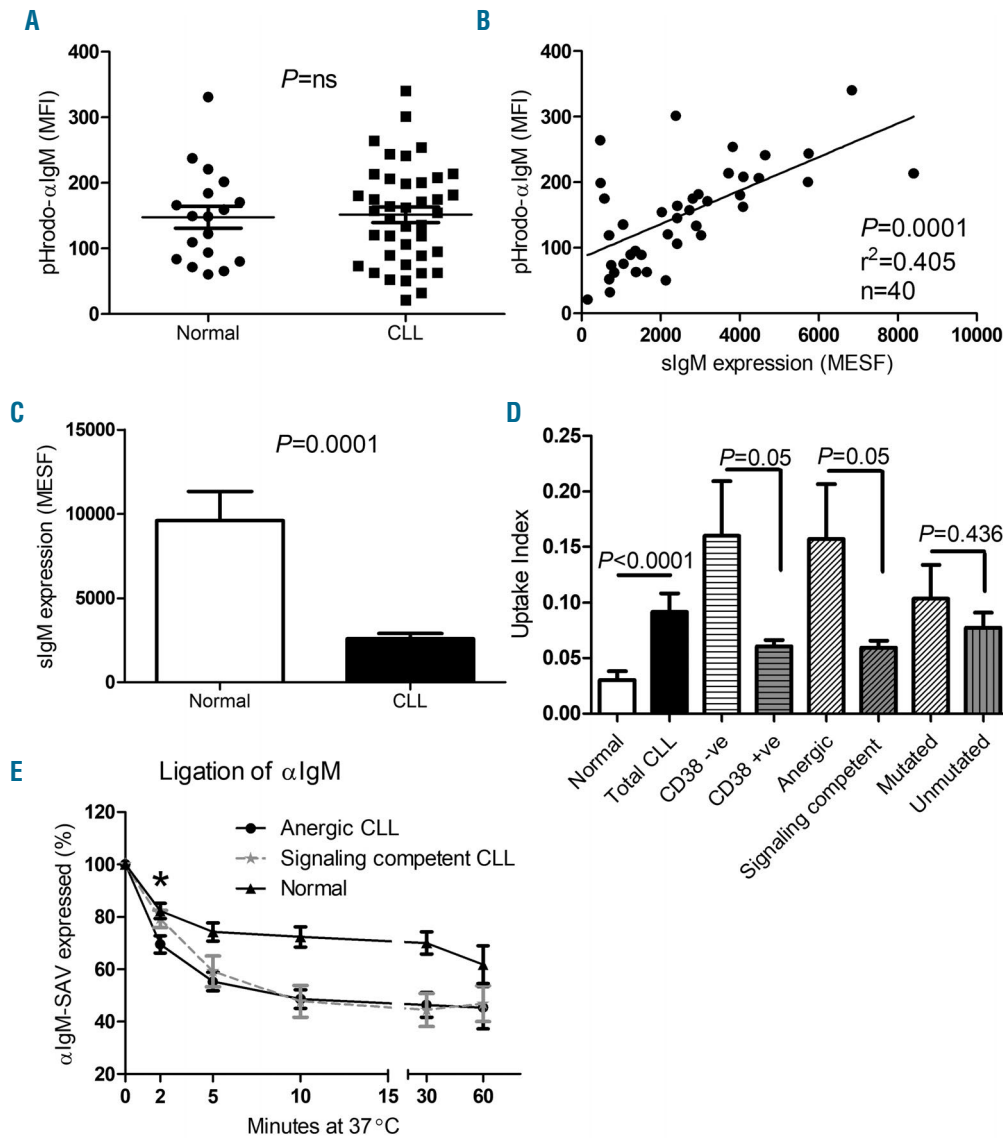 A
pHrodo-αIgM (MFI)
400
300
200
100
0
P=ns
Normal
CLL
B
pHrodo-αIgM (MFI)
400
300
200
100
0
P=0.0001
r²=0.405
n=40
0
2000
4000
6000
8000
10000
sIgM expression (MESF)
C
sIgM expression (MESF)
15000
10000
5000
0
P=0.0001
Normal
CLL
D
Uptake Index
0.25
0.20
0.15
0.10
0.05
0.00
P<0.0001
P=0.05
P=0.05
P=0.436
Normal
Total CLL
CD38 -ve
CD38 +ve
Anergic
Signaling competent
Mutated
Unmutated
E
Ligation of αIgM
αIgM-SAV expressed (%)
120
100
80
60
40
20
Anergic CLL
Signaling competent CLL
Normal
*
0
2
5
10
15
30
60
Minutes at 37°C